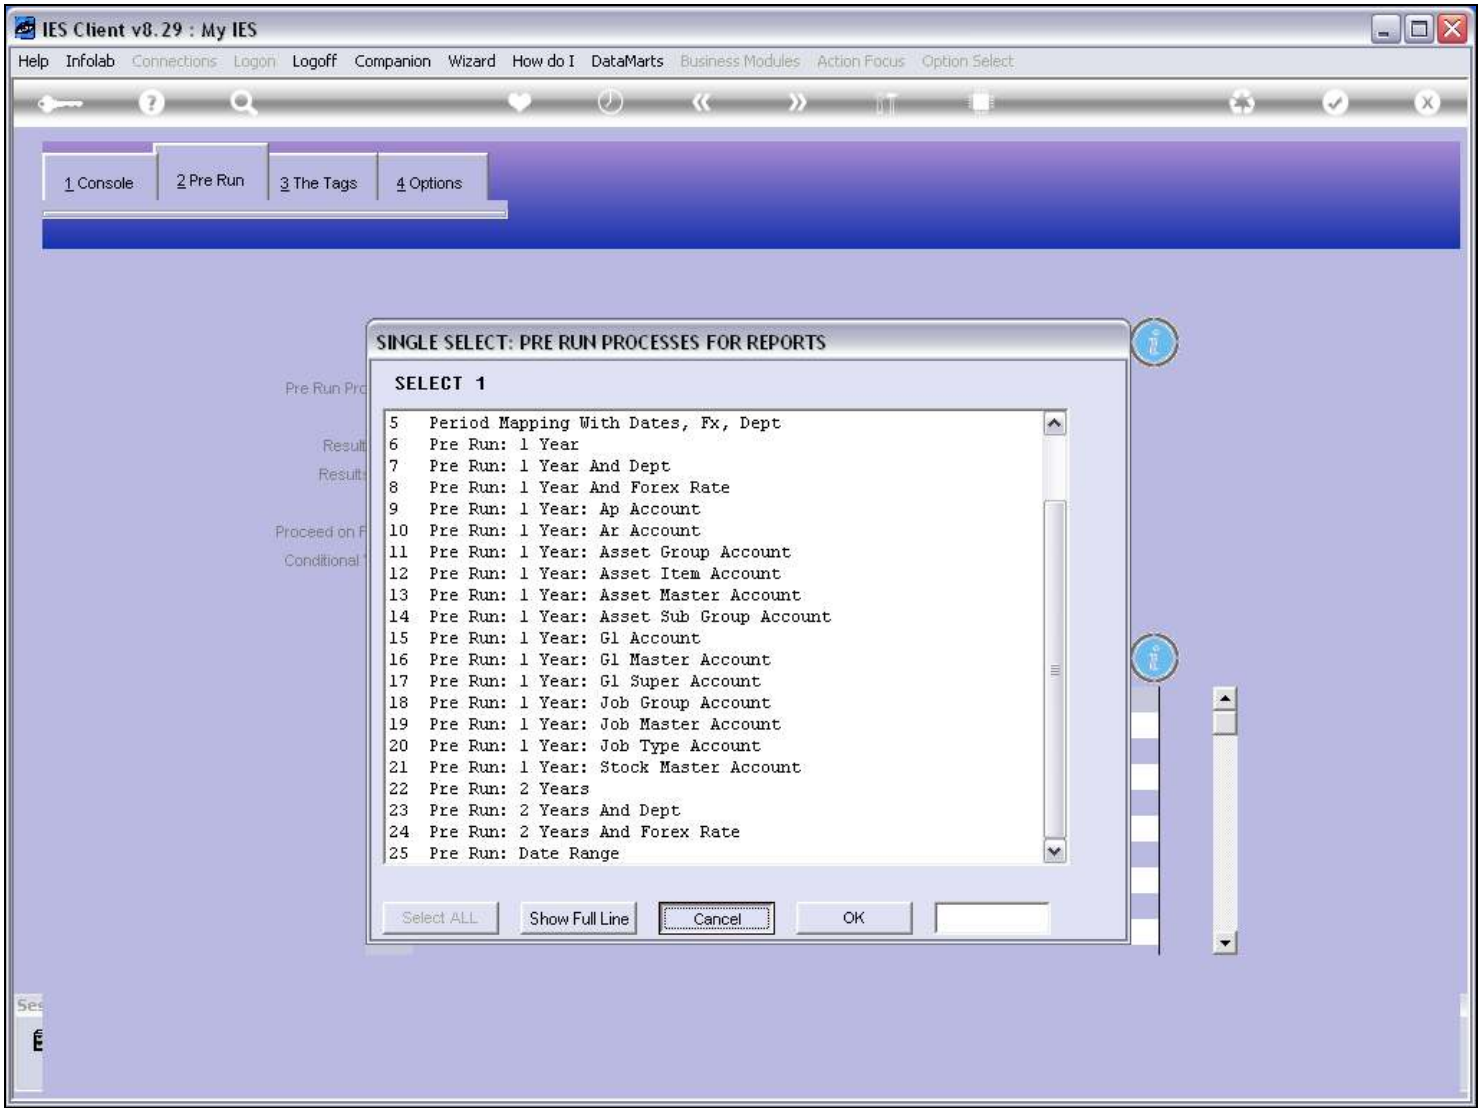 IES Client v8.29 : My IES
Help Infolab Connections Logon Logoff Companion Wizard How do I DataMarts Business Modules Action Focus Option Select
1 Console 2 Pre Run 3 The Tags 4 Options
SINGLE SELECT: PRE RUN PROCESSES FOR REPORTS
SELECT 1
Pre Run
Proceed on
Conditional
5 Period Mapping With Dates, Fx, Dept
6 Pre Run: 1 Year
7 Pre Run: 1 Year And Dept
8 Pre Run: 1 Year And Forex Rate
9 Pre Run: 1 Year: Ap Account
10 Pre Run: 1 Year: Ar Account
11 Pre Run: 1 Year: Asset Group Account
12 Pre Run: 1 Year: Asset Item Account
13 Pre Run: 1 Year: Asset Master Account
14 Pre Run: 1 Year: Asset Sub Group Account
15 Pre Run: 1 Year: Gl Account
16 Pre Run: 1 Year: Gl Master Account
17 Pre Run: 1 Year: Gl Super Account
18 Pre Run: 1 Year: Job Group Account
19 Pre Run: 1 Year: Job Master Account
20 Pre Run: 1 Year: Job Type Account
21 Pre Run: 1 Year: Stock Master Account
22 Pre Run: 2 Years
23 Pre Run: 2 Years And Dept
24 Pre Run: 2 Years And Forex Rate
25 Pre Run: Date Range
Select ALL Show Full Line Cancel OK